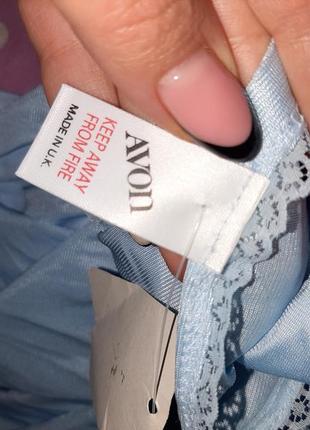 AVON
KEEP AWAY
FROM FIRE
MADE IN U.K.